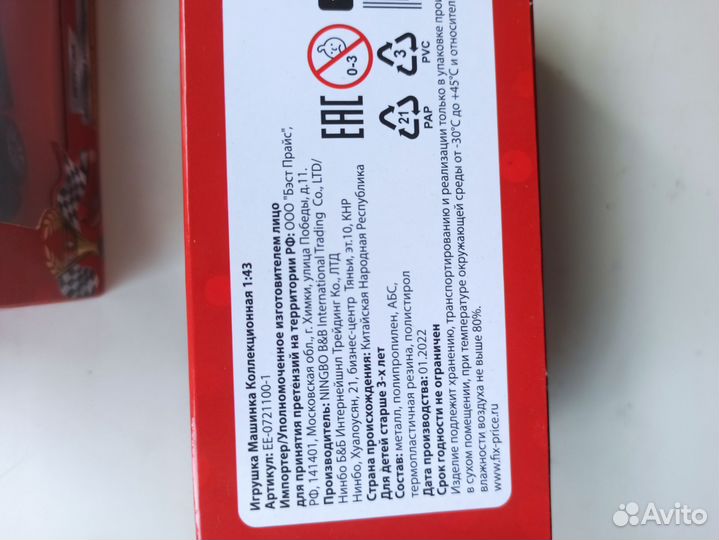 Игрушка Машинка Коллекционная 1:43
Артикул: EE-0721100-1
Импортер/Уполномоченное изготовителем лицо
для принятия претензий на территории РФ: ООО "Бэст Прайс",
РФ, 141401, Московская обл., г. Химки, улица Победы, д.11.
Производитель: NINGBO B&B International Trading Co., LTD/
Нинбо Б&Б Интернейшнл Трейдинг Ко., ЛТД
Нинбо, Хуалоусян, 21, бизнес-центр Тяньи, эт.10, КНР
Страна происхождения: Китайская Народная Республика
Для детей старше 3-х лет
Состав: металл, полипропилен, АБС,
термопластичная резина, полистирол
Дата производства: 01.2022
Срок годности не ограничен
Изделие подлежит хранению, транспортированию и реализации только в упаковке
в сухом помещении, при температуре окружающей среды от -30°C до +45°C и
влажности воздуха не выше 80%.
www.fix-price.ru
EAC
0-3
21
PAP
3
PVC
Avito